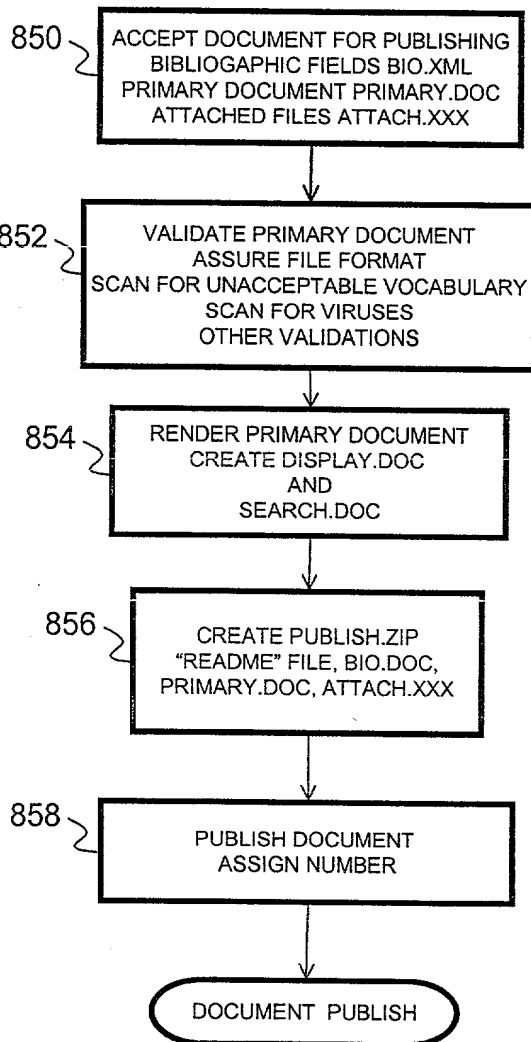 850
ACCEPT DOCUMENT FOR PUBLISHING
BIBLIOGAPHIC FIELDS BIO.XML
PRIMARY DOCUMENT PRIMARY.DOC
ATTACHED FILES ATTACH.XXX
852
VALIDATE PRIMARY DOCUMENT
ASSURE FILE FORMAT
SCAN FOR UNACCEPTABLE VOCABULARY
SCAN FOR VIRUSES
OTHER VALIDATIONS
854
RENDER PRIMARY DOCUMENT
CREATE DISPLAY.DOC
AND
SEARCH.DOC
856
CREATE PUBLISH.ZIP
“README” FILE, BIO.DOC,
PRIMARY.DOC, ATTACH.XXX
858
PUBLISH DOCUMENT
ASSIGN NUMBER
DOCUMENT PUBLISH